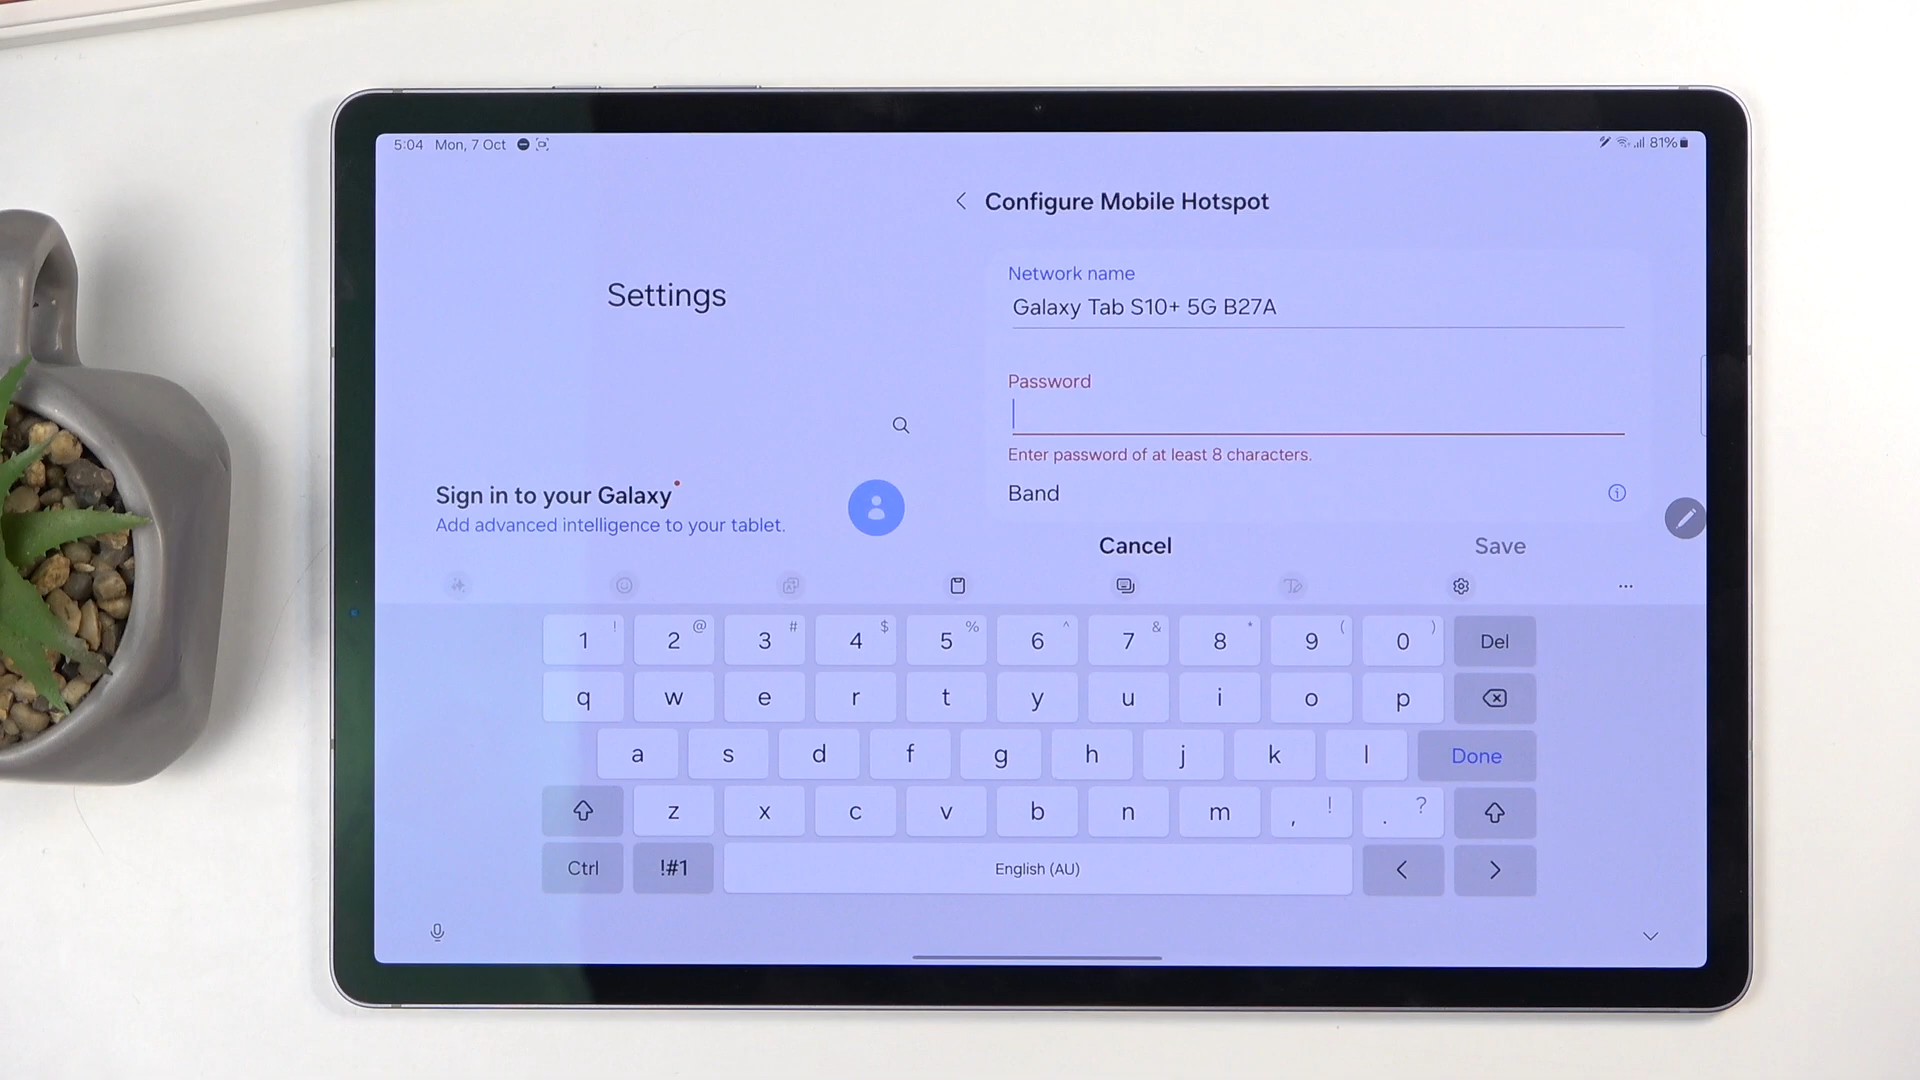 5:04 Mon, 7 Oct
81%
Configure Mobile Hotspot
Settings
Network name
Galaxy Tab S10+ 5G B27A
Password
Enter password of at least 8 characters.
Band
Sign in to your Galaxy
Add advanced intelligence to your tablet.
Cancel Save
1 ! 2 @ 3 # 4 $ 5 % 6 ^ 7 & 8 * 9 ( 0 ) Del
q w e r t y u i o p
a s d f g h j k l Done
z x c v b n m , ! . ?
Ctrl !#1 English (AU) < >